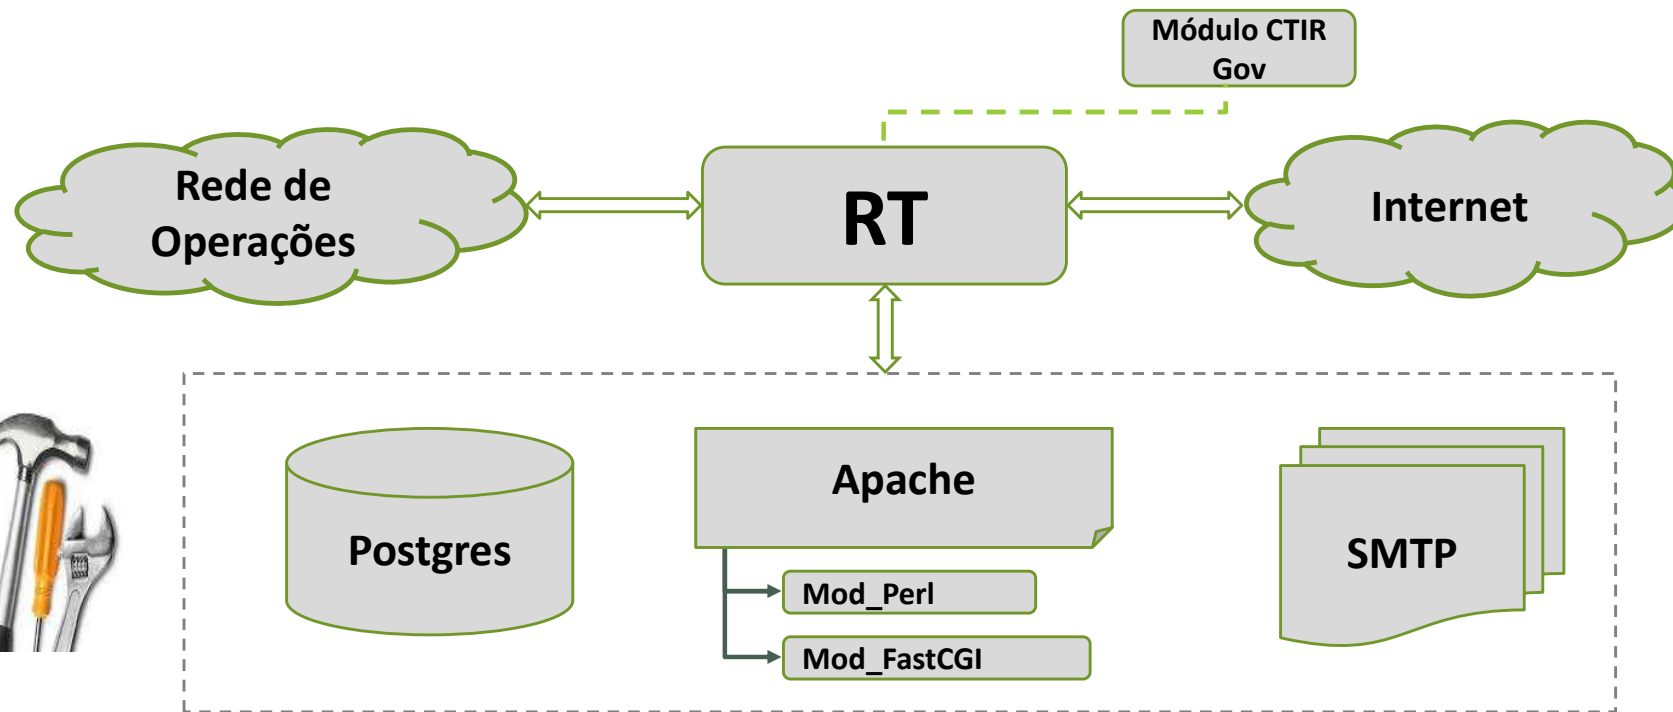 Módulo CTIR
Gov
Rede de
Operações
RT
Internet
Postgres
Apache
Mod_Perl
Mod_FastCGI
SMTP